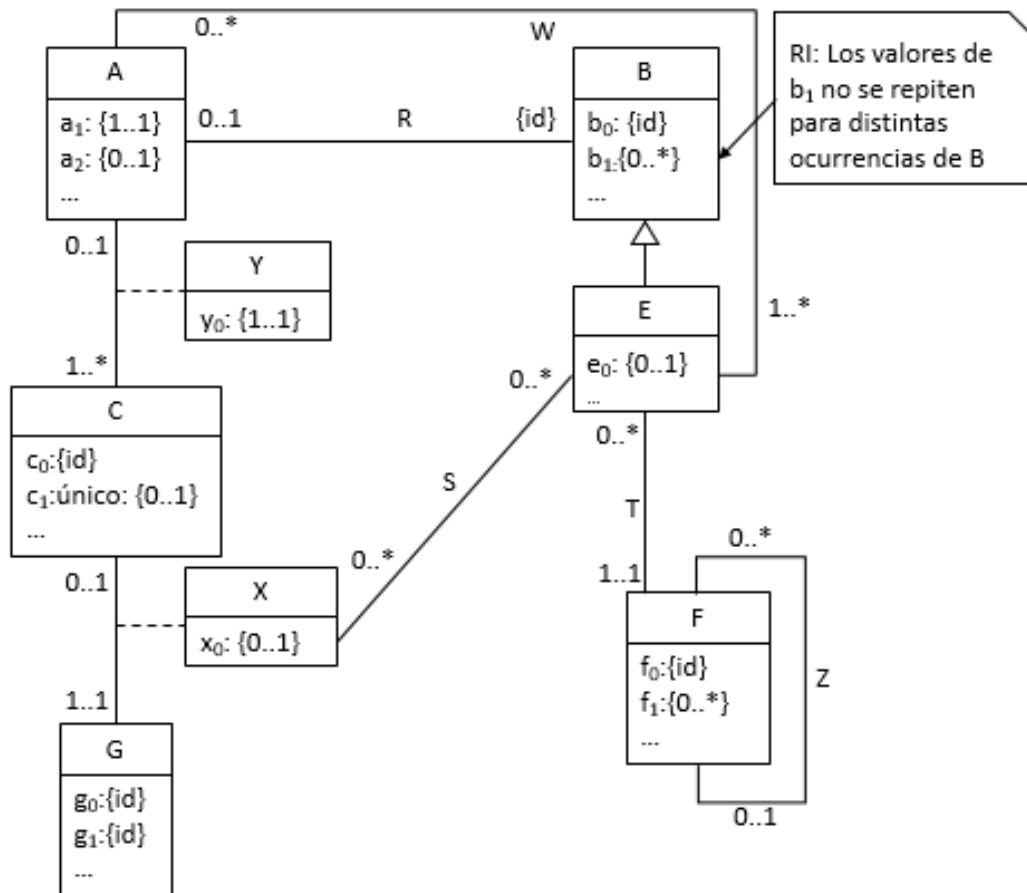 0..*
W
A
a₁: {1..1}
a₂: {0..1}
...
0..1
R
{id}
B
b₀: {id}
b₁:{0..*}
...
RI: Los valores de
b₁ no se repiten
para distintas
ocurrencias de B
0..1
Y
y₀: {1..1}
1..*
E
e₀: {0..1}
...
1..*
0..*
C
c₀:{id}
c₁:único: {0..1}
...
0..*
S
T
0..1
0..*
X
x₀: {0..1}
1..1
0..*
F
f₀:{id}
f₁:{0..*}
...
Z
0..1
1..1
G
g₀:{id}
g₁:{id}
...